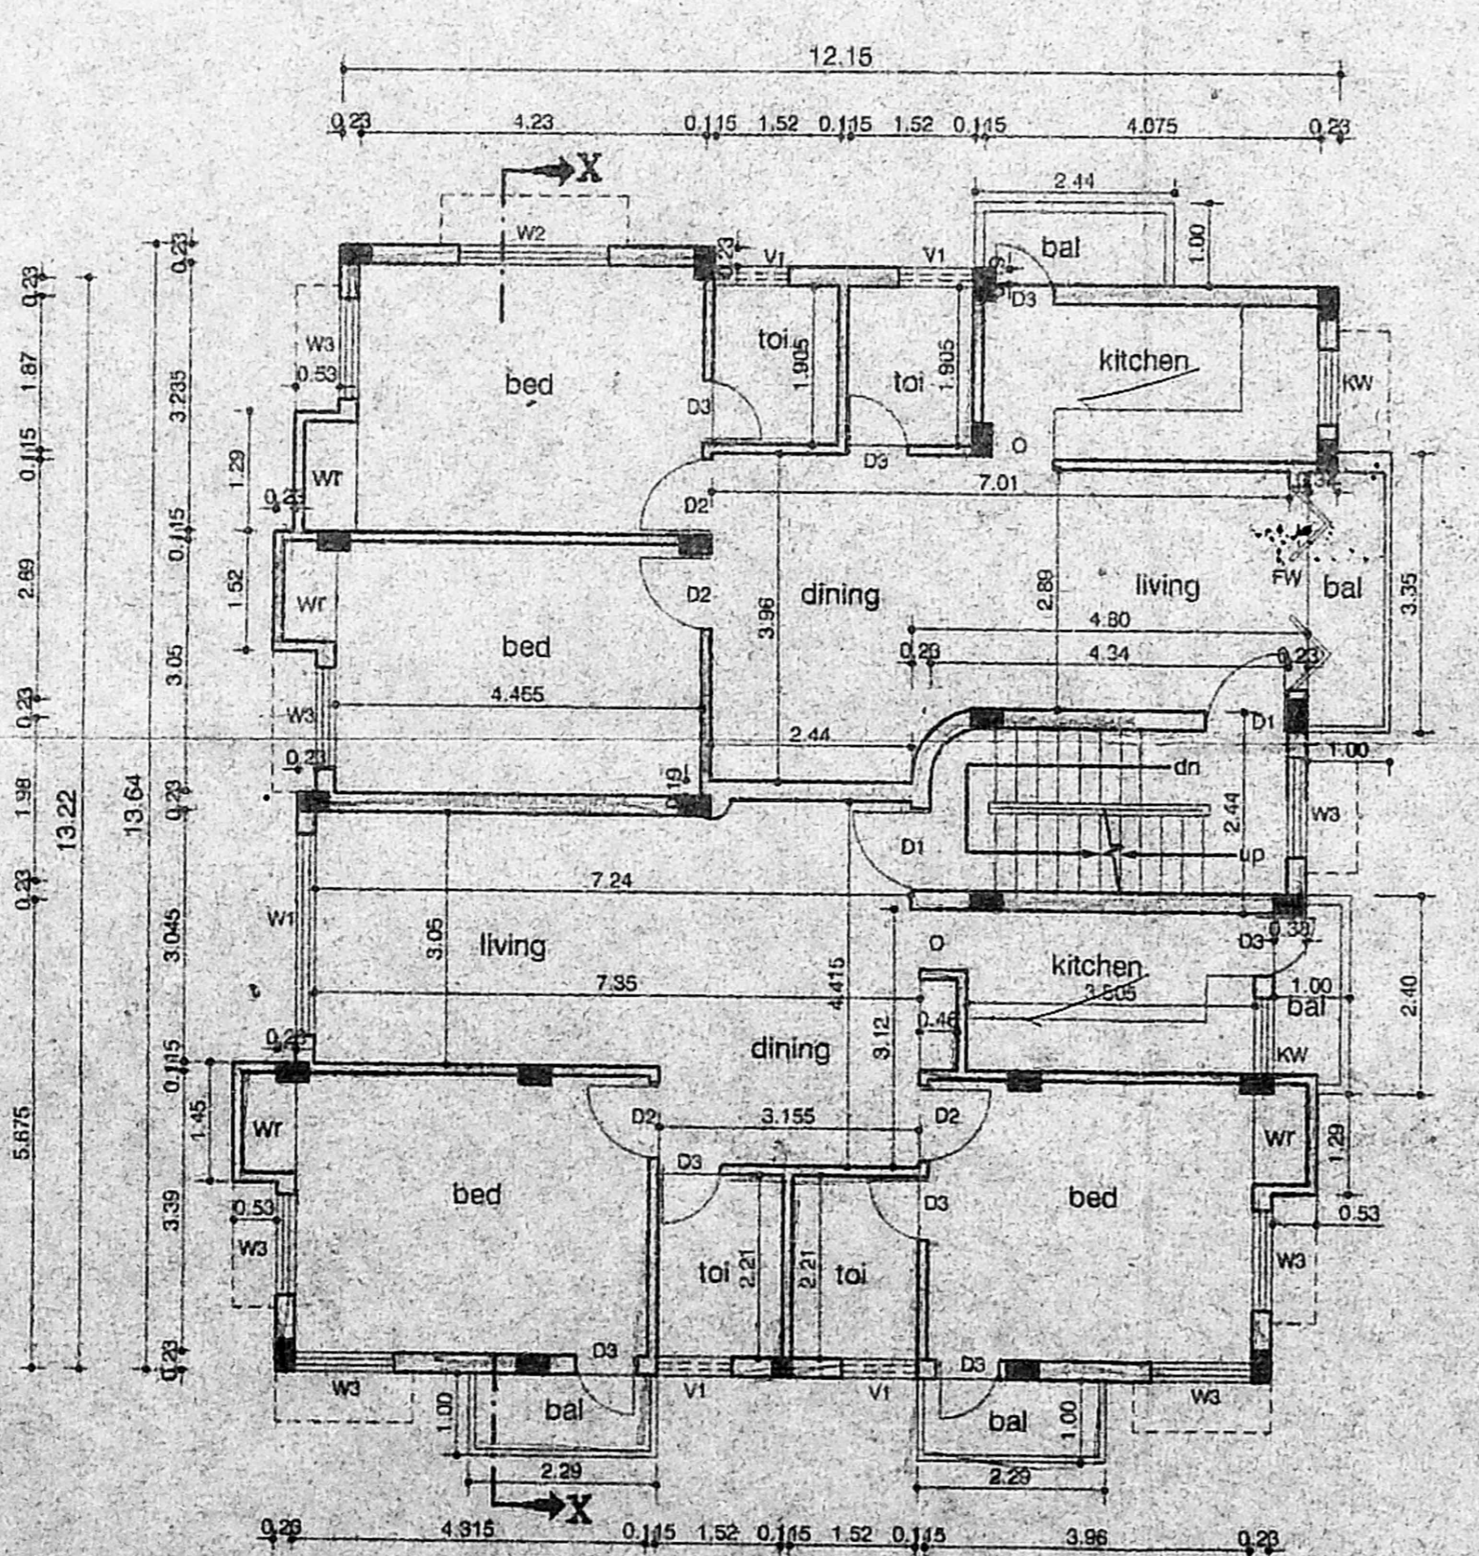 12.15
0.23 4.23 0.115 1.52 0.115 1.52 0.115 4.075 0.23
X
2.44
W2
0.23
V1 V1
bal
1.00
0.23
0.23
D3
W3
0.53
bed
toi
1.905
toi
1.905
kitchen
KW
1.87
3.235
D3
D3
O
0.115
1.29
wr
0.23
D2
7.01
0.115
2.69
1.52
wr
bed
D2
dining
3.96
2.89
living
FW
bal
3.35
4.80
0.23 4.34 0.23
3.05
4.455
W3
0.23
0.23
2.44
D1
1.00
dn
2.44
W3
up
1.98
13.22
13.64
0.23
D1
0.23
7.24
W1
3.045
living
3.05
7.35
4.415
O
kitchen
D3
0.38
1.00
bal
2.40
0.46
3.12
dining
KW
0.23
0.115
1.45
wr
D2
3.155
D2
wr
1.29
5.675
3.39
D3
bed
D3
bed
0.53
0.53
W3
toi
2.21
2.21
toi
W3
0.23
D3
D3
W3
V1
V1
W3
1.00
bal
bal
1.00
2.29
2.29
X
0.23 4.315 0.115 1.52 0.115 1.52 0.115 3.96 0.23